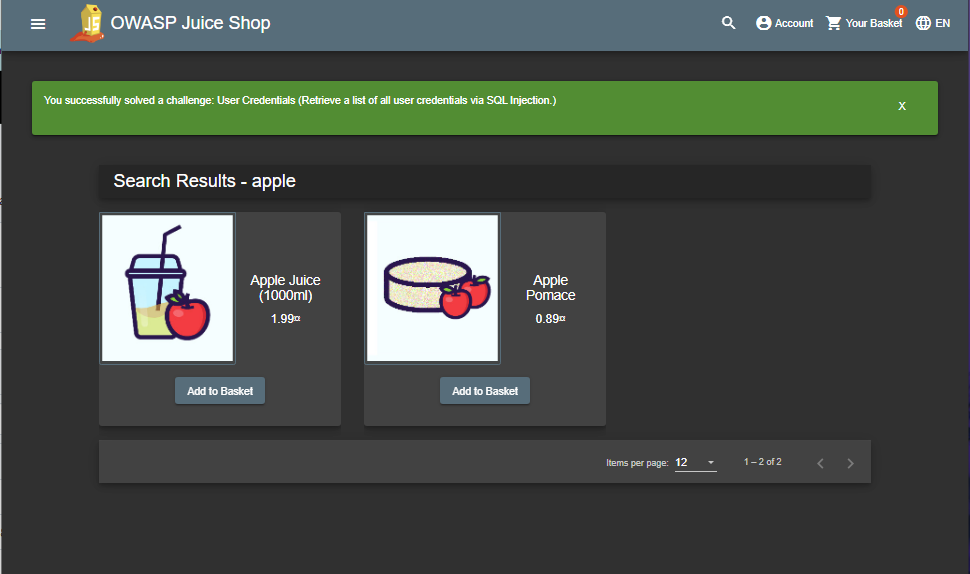 OWASP Juice Shop
Account
Your Basket
0
EN
You successfully solved a challenge: User Credentials (Retrieve a list of all user credentials via SQL Injection.)
X
Search Results - apple
Apple Juice
(1000ml)
1.99¤
Add to Basket
Apple
Pomace
0.89¤
Add to Basket
Items per page: 12
1 – 2 of 2